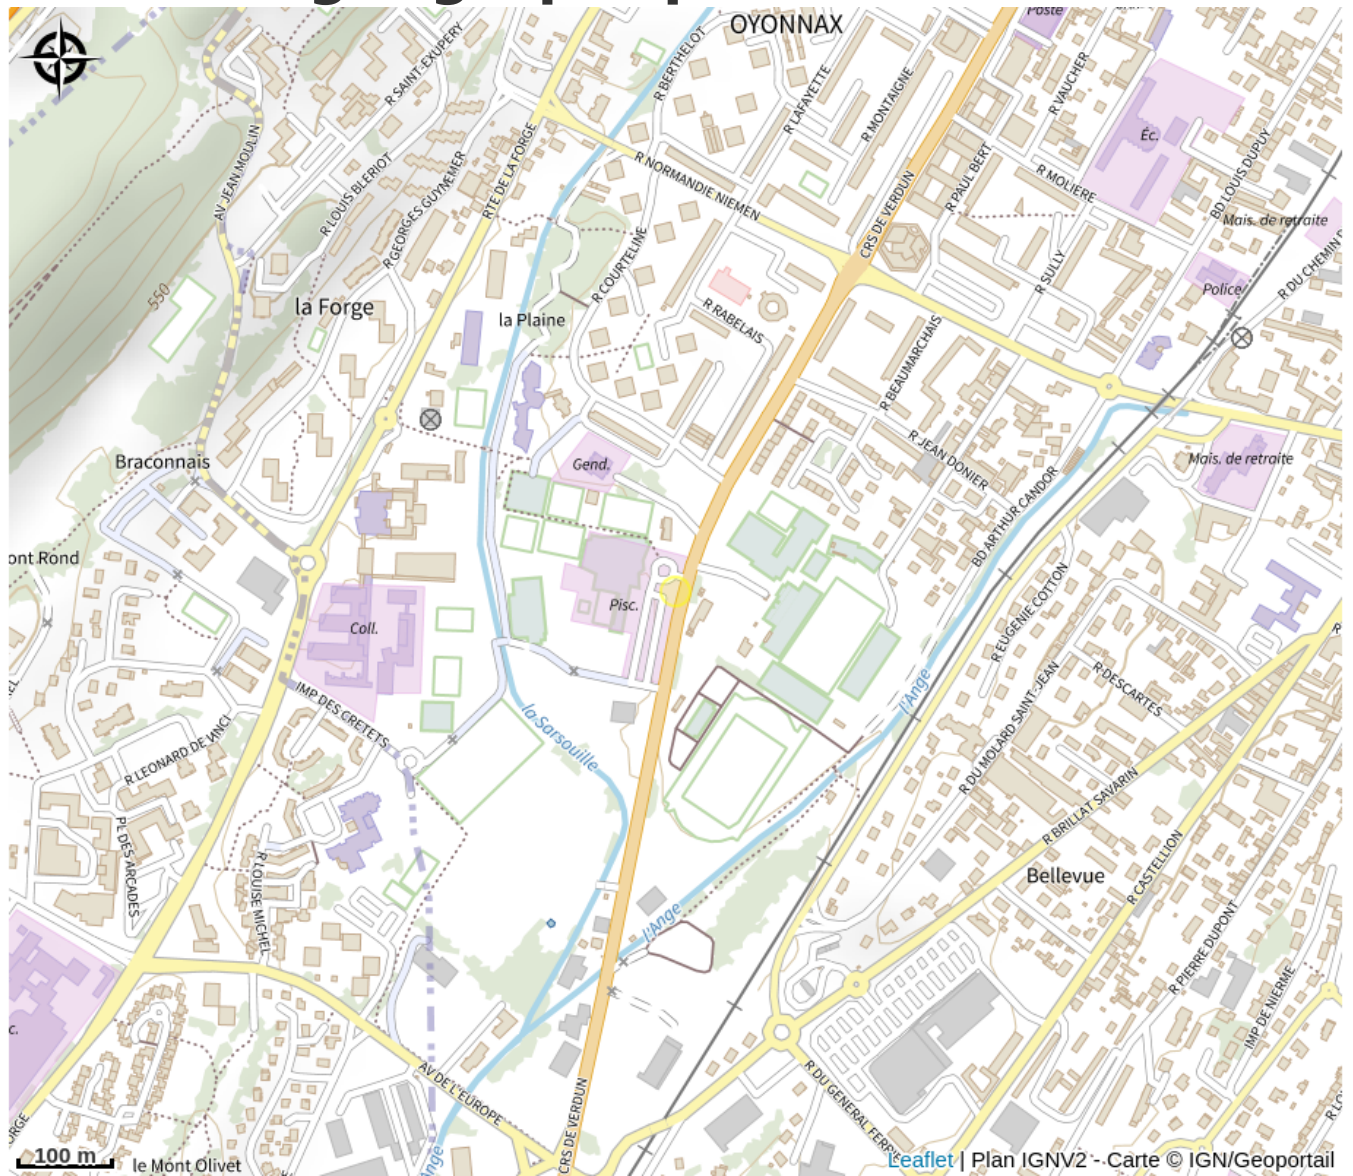 OYONNAX
Poste
R SAINT-EXUPERY
R BERTHELOT
R LAFAYETTE
R MONTAIGNE
R VAUCHER
Éc.
AV JEAN MOULIN
R LOUIS BLERIOT
R GEORGES GUYNEMER
RTE DE LA FORGE
R NORMANDIE NIEMEN
CRS DE VERDUN
R PAUL BERT
R MOLIERE
BD LOUIS DUPUY
Mais. de retraite
R COURTELINE
R SULLY
Police
R DU CHEMIN D
550
la Forge
la Plaine
R RABELAIS
R BEAUMARCHAIS
Braconnais
Gend.
R JEAN DONIER
Mais. de retraite
BD ARTHUR CANDOR
ont Rond
Pisc.
Coll.
R EUGENIE COTTON
IMP DES CRETETS
la Sarsouille
l'Ange
R DESCARTES
R DU MOLARD SAINT-JEAN
R LEONARD DE VINCI
PL DES ARCADES
R LOUISE MICHEL
R BRILLAT SAVARIN
Bellevue
R CASTELLION
l'Ange
R PIERRE DUPONT
IMP DE NIERME
c.
AV DE L'EUROPE
CRS DE VERDUN
R DU GENERAL FERRI
ORGE
Ange
R LO
100 m
le Mont Olivet
Leaflet | Plan IGNV2 - Carte © IGN/Geoportail